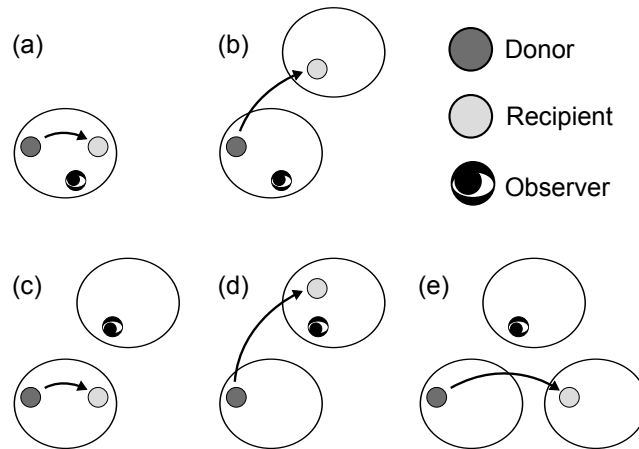 (a)
(b)
Donor
Recipient
Observer
(c)
(d)
(e)